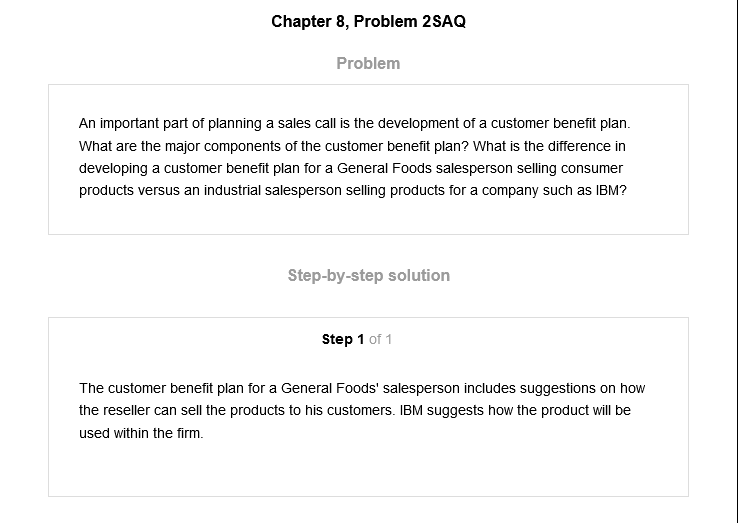 Chapter 8, Problem 2SAQ
Problem
An important part of planning a sales call is the development of a customer benefit plan.
What are the major components of the customer benefit plan? What is the difference in
developing a customer benefit plan for a General Foods salesperson selling consumer
products versus an industrial salesperson selling products for a company such as IBM?
Step-by-step solution
Step 1 of 1
The customer benefit plan for a General Foods' salesperson includes suggestions on how
the reseller can sell the products to his customers. IBM suggests how the product will be
used within the firm.